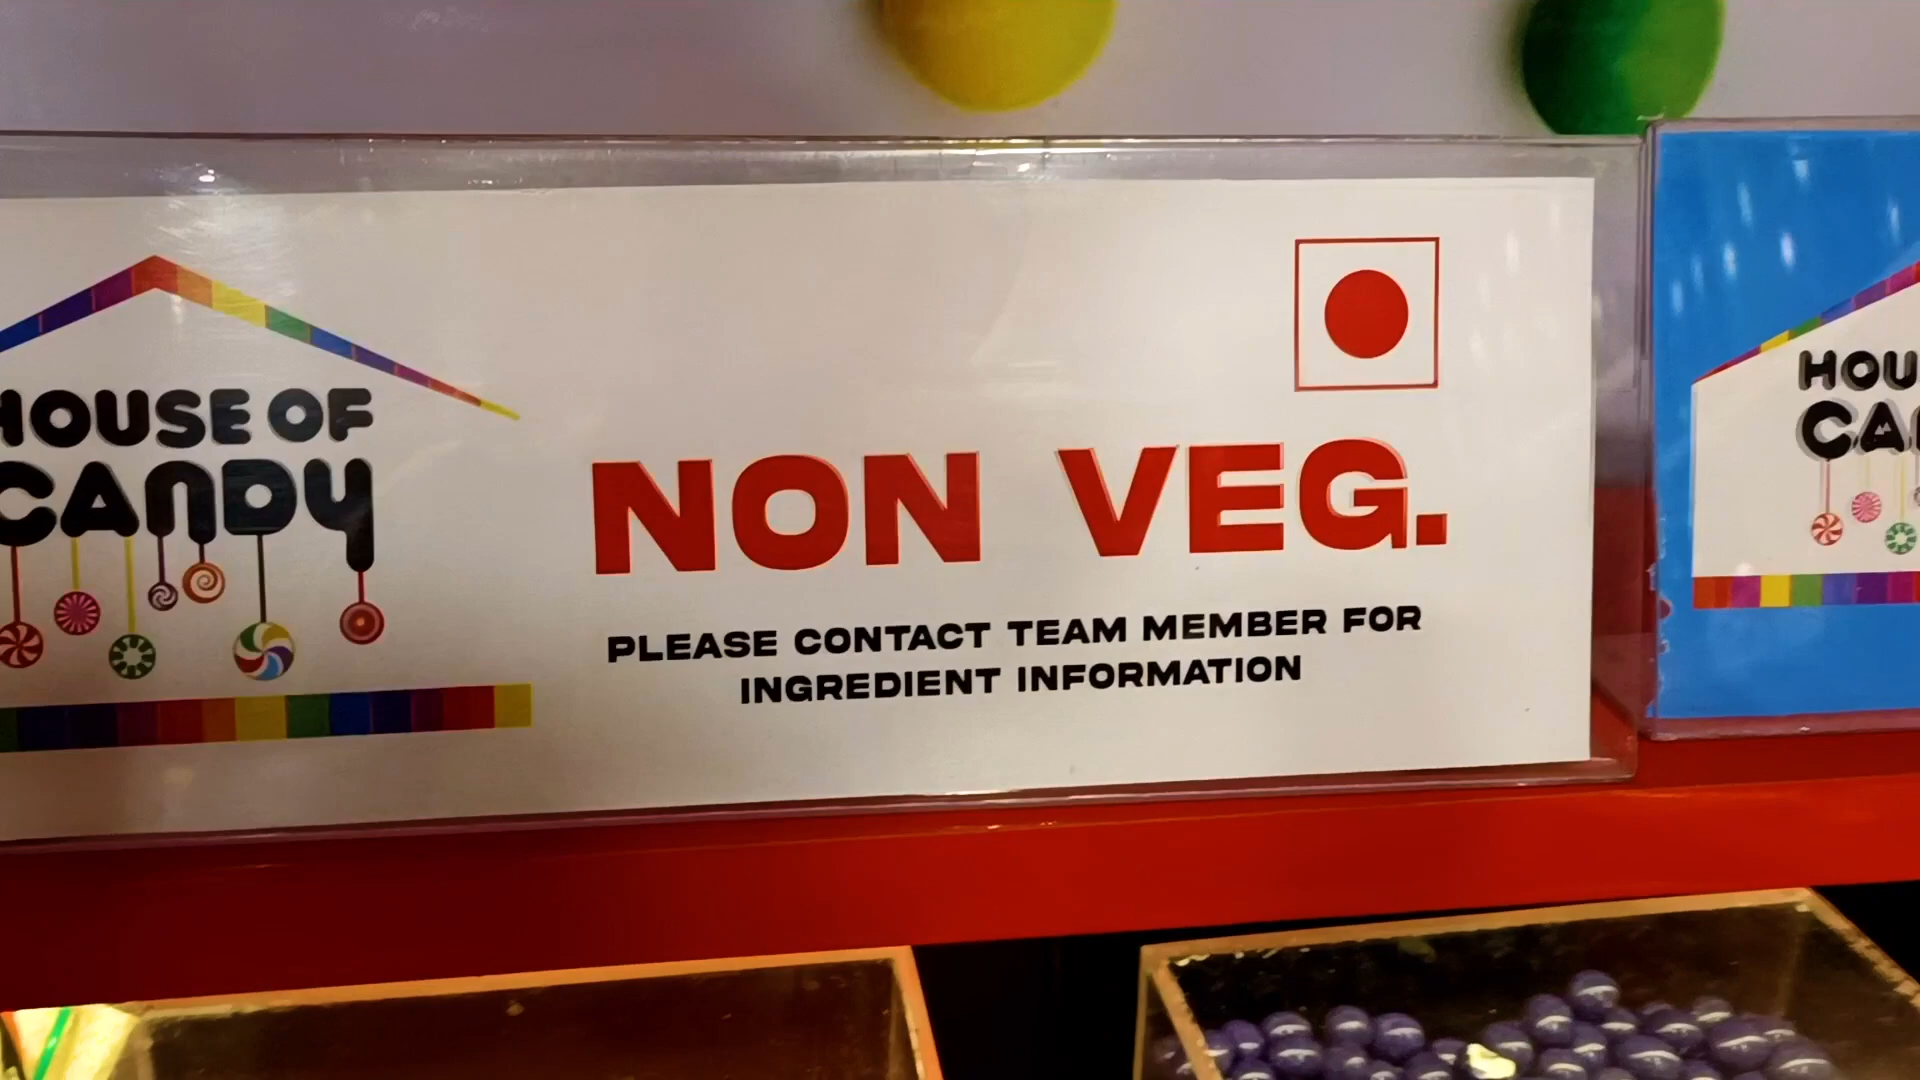 HOUSE OF
CANDY
NON VEG.
PLEASE CONTACT TEAM MEMBER FOR
INGREDIENT INFORMATION